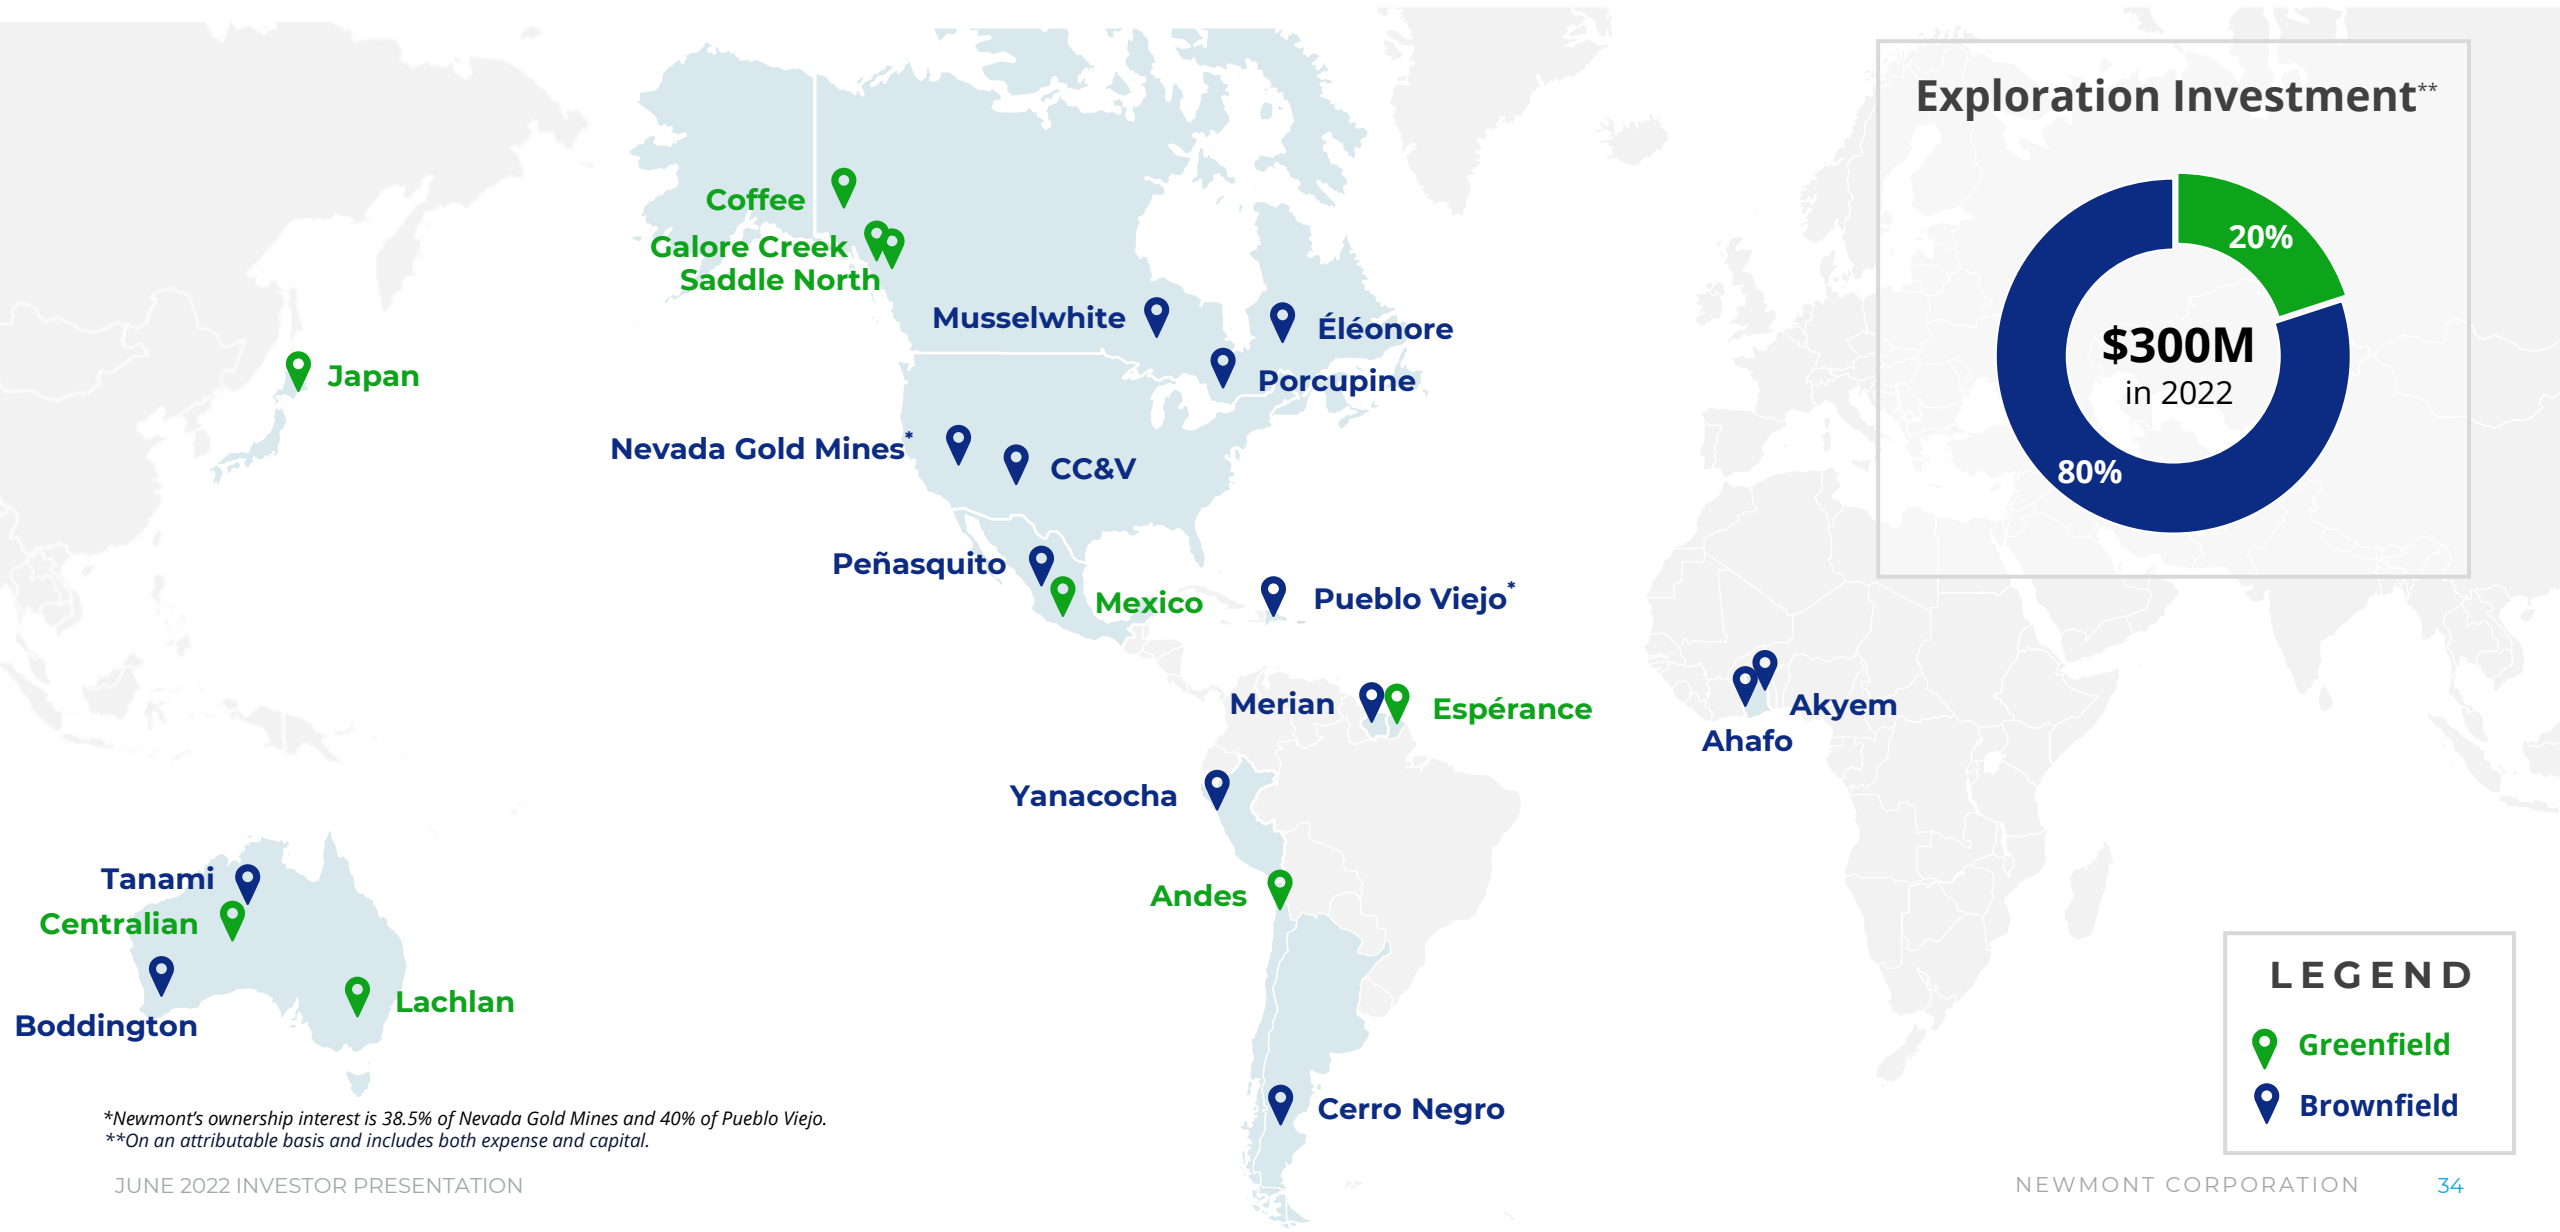 Exploration Investment**
20%
$300M
in 2022
80%
Coffee
Galore Creek
Saddle North
Musselwhite
Éléonore
Japan
Porcupine
Nevada Gold Mines*
CC&V
Peñasquito
Mexico
Pueblo Viejo*
Merian
Espérance
Akyem
Ahafo
Yanacocha
Tanami
Andes
Centralian
Lachlan
Boddington
Cerro Negro
LEGEND
Greenfield
Brownfield
*Newmont’s ownership interest is 38.5% of Nevada Gold Mines and 40% of Pueblo Viejo.
**On an attributable basis and includes both expense and capital.
JUNE 2022 INVESTOR PRESENTATION
NEWMONT CORPORATION 34